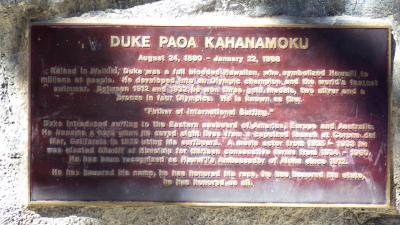 DUKE PAOA KAHANAMOKU
August 24, 1890 - January 22, 1968
Raised in Waikiki, Duke was a full blooded Hawaiian, who symbolized Hawaii to
millions of people. He developed into an Olympic champion and the world's fastest
swimmer. Between 1912 and 1932 he won three gold medals, two silver and a
bronze in four Olympics. He is known as the
"Father of International Surfing."
Duke introduced surfing to the Eastern seaboard of America, Europe and Australia.
He became a hero when he saved eight lives from a capsized launch at Corona del
Mar, California in 1925 using his surfboard. A movie actor from 1925 - 1933 he
was elected Sheriff of Honolulu for thirteen consecutive terms from 1934 - 1960.
He has been recognized as Hawaii's Ambassador of Aloha since 1912.
He has honored his name, he has honored his race, he has honored his state,
he has honored us all.